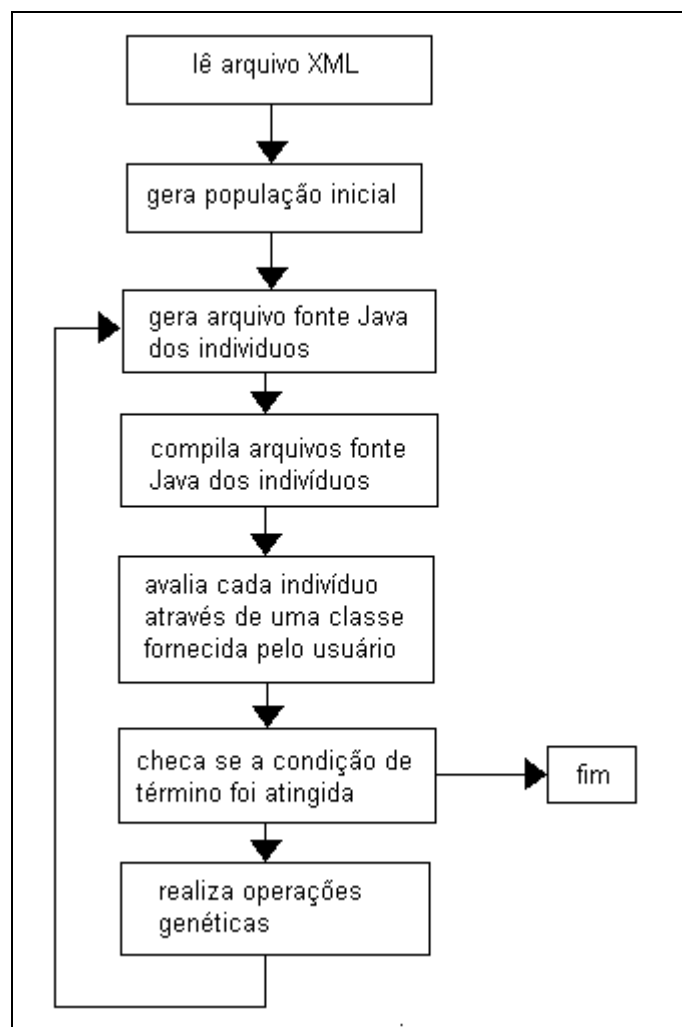 lê arquivo XML
gera população inicial
gera arquivo fonte Java
dos individuos
compila arquivos fonte
Java dos indivíduos
avalia cada indivíduo
através de uma classe
fornecida pelo usuário
checa se a condição de
término foi atingida
fim
realiza operações
genéticas